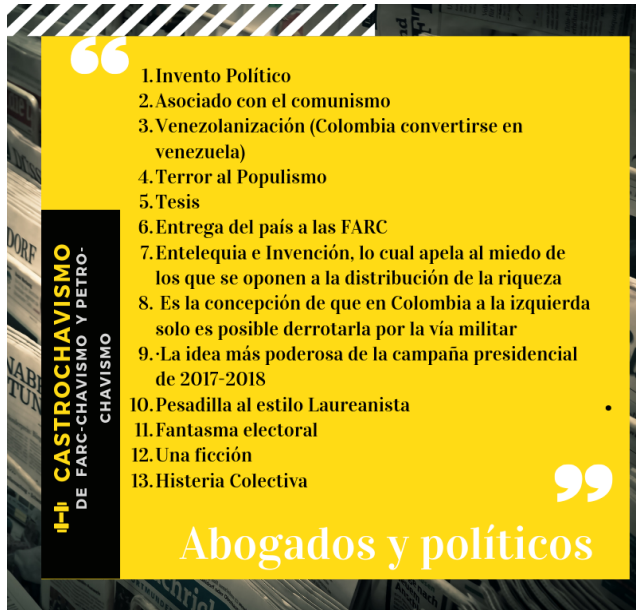 “
1. Invento Político
2. Asociado con el comunismo
3. Venezolanización (Colombia convertirse en
venezuela)
4. Terror al Populismo
5. Tesis
6. Entrega del país a las FARC
7. Entelequia e Invención, lo cual apela al miedo de
los que se oponen a la distribución de la riqueza
8. Es la concepción de que en Colombia a la izquierda
solo es posible derrotarla por la vía militar
9. ·La idea más poderosa de la campaña presidencial
de 2017-2018
10. Pesadilla al estilo Laureanista
11. Fantasma electoral
12. Una ficción
13. Histeria Colectiva
”
CASTROCHAVISMO
DE FARC-CHAVISMO Y PETRO-
CHAVISMO
Abogados y políticos